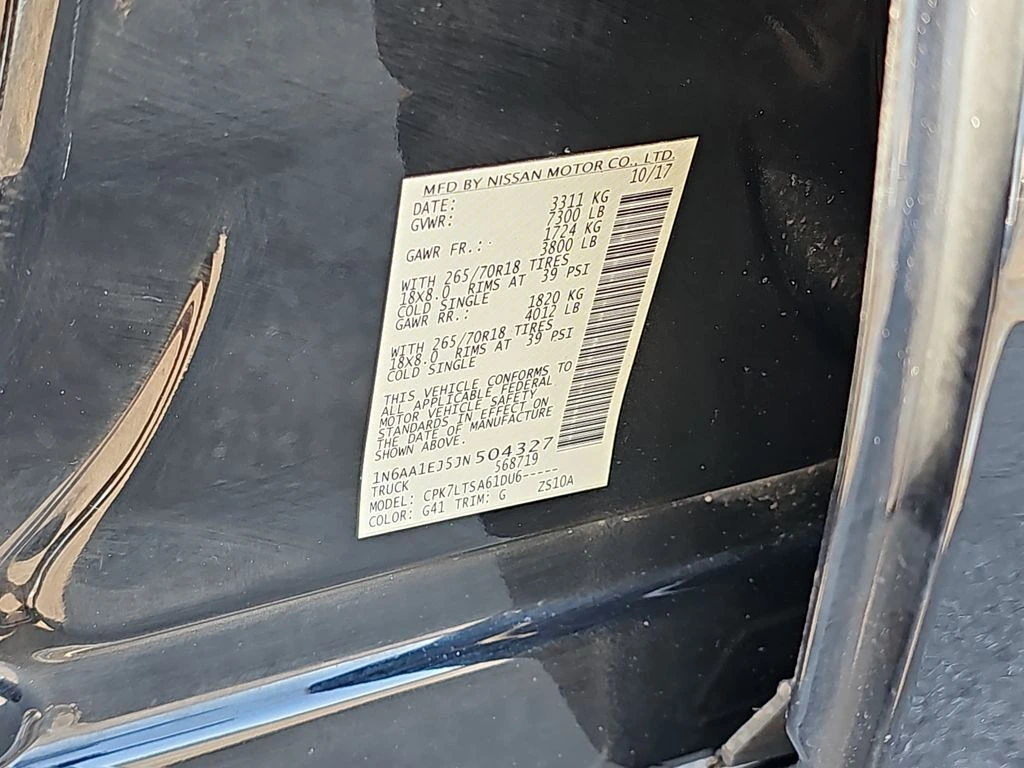 MFD BY NISSAN MOTOR CO., LTD.
DATE: 10/17
GVWR: 3311 KG
7300 LB
GAWR FR.: 1724 KG
3800 LB
WITH 265/70R18 TIRES
18X8.0 RIMS AT 39 PSI
COLD SINGLE
GAWR RR.: 1820 KG
4012 LB
WITH 265/70R18 TIRES
18X8.0 RIMS AT 39 PSI
COLD SINGLE
THIS VEHICLE CONFORMS TO
ALL APPLICABLE FEDERAL
MOTOR VEHICLE SAFETY
STANDARDS IN EFFECT ON
THE DATE OF MANUFACTURE
SHOWN ABOVE.
1N6AA1EJ5JN504327
TRUCK 568719
MODEL: CPK7LTSA61DU6-----
COLOR: G41 TRIM: G ZS10A